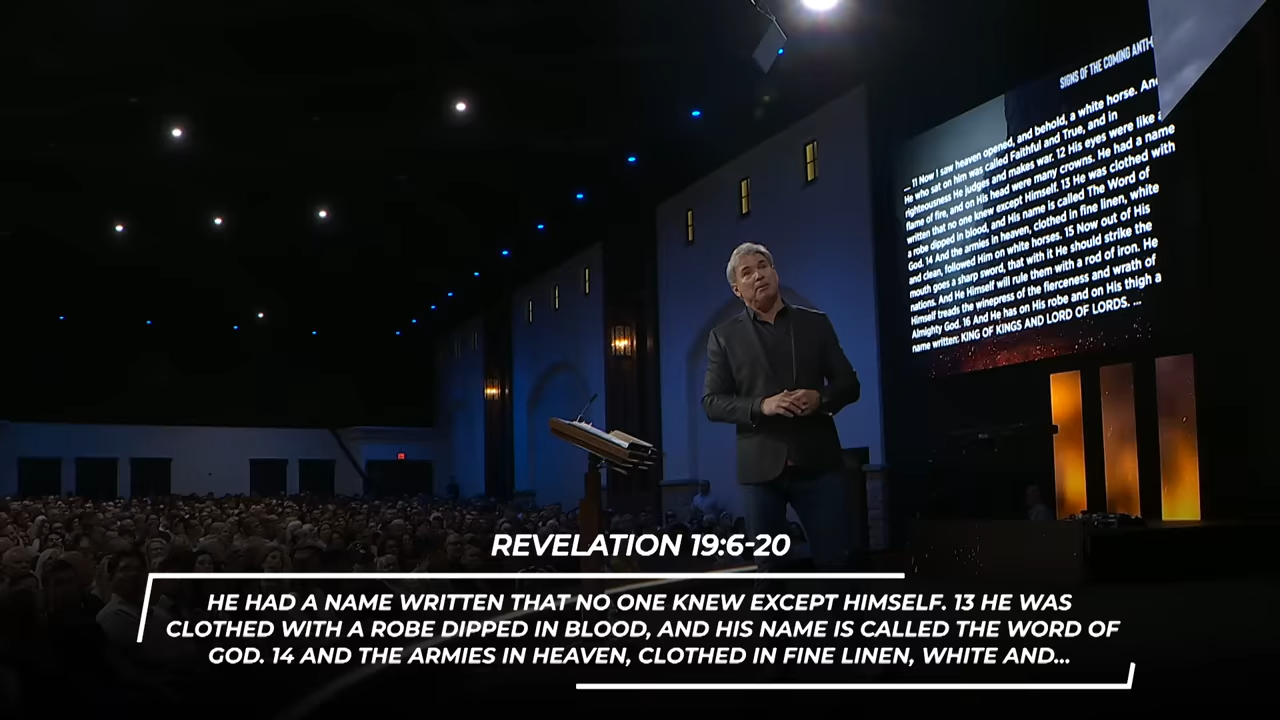 SIGNS OF THE COMING ANTI
... 11 Now I saw heaven opened, and behold, a white horse. And
He who sat on him was called Faithful and True, and in
righteousness He judges and makes war. 12 His eyes were like a
flame of fire, and on His head were many crowns. He had a name
written that no one knew except Himself. 13 He was clothed with
a robe dipped in blood, and His name is called The Word of
God. 14 And the armies in heaven, clothed in fine linen, white
and clean, followed Him on white horses. 15 Now out of His
mouth goes a sharp sword, that with it He should strike the
nations. And He Himself will rule them with a rod of iron. He
Himself treads the winepress of the fierceness and wrath of
Almighty God. 16 And He has on His robe and on His thigh a
name written: KING OF KINGS AND LORD OF LORDS. ...
REVELATION 19:6-20
HE HAD A NAME WRITTEN THAT NO ONE KNEW EXCEPT HIMSELF. 13 HE WAS
CLOTHED WITH A ROBE DIPPED IN BLOOD, AND HIS NAME IS CALLED THE WORD OF
GOD. 14 AND THE ARMIES IN HEAVEN, CLOTHED IN FINE LINEN, WHITE AND...